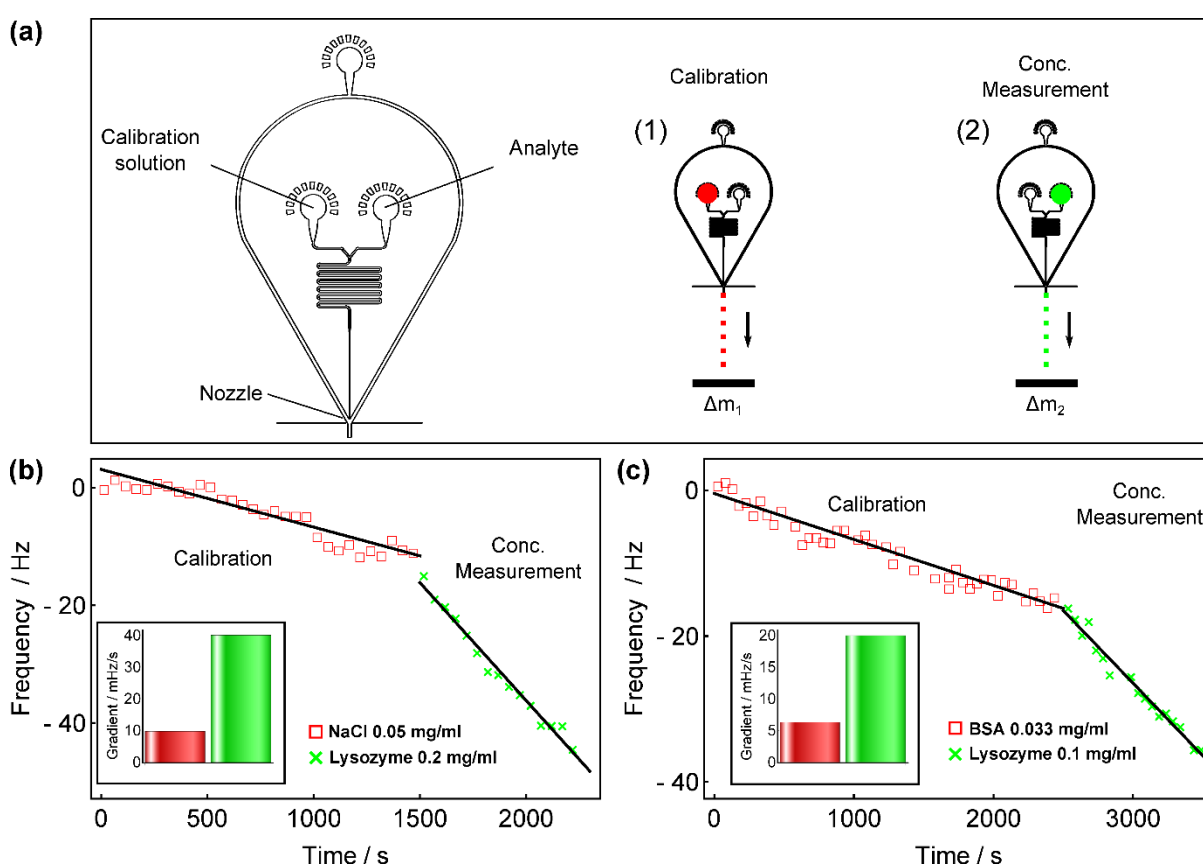 (a)
Calibration
solution
Analyte
Nozzle
Calibration
(1)
Δm1
Conc.
Measurement
(2)
Δm2
(b)
Frequency / Hz
0
- 20
- 40
Calibration
Conc.
Measurement
Gradient / mHz/s
40
30
20
10
0
NaCl 0.05 mg/ml
Lysozyme 0.2 mg/ml
0
500
1000
1500
2000
Time / s
(c)
Frequency / Hz
0
- 20
- 40
Calibration
Conc.
Measurement
Gradient / mHz/s
20
15
10
5
0
BSA 0.033 mg/ml
Lysozyme 0.1 mg/ml
0
1000
2000
3000
Time / s